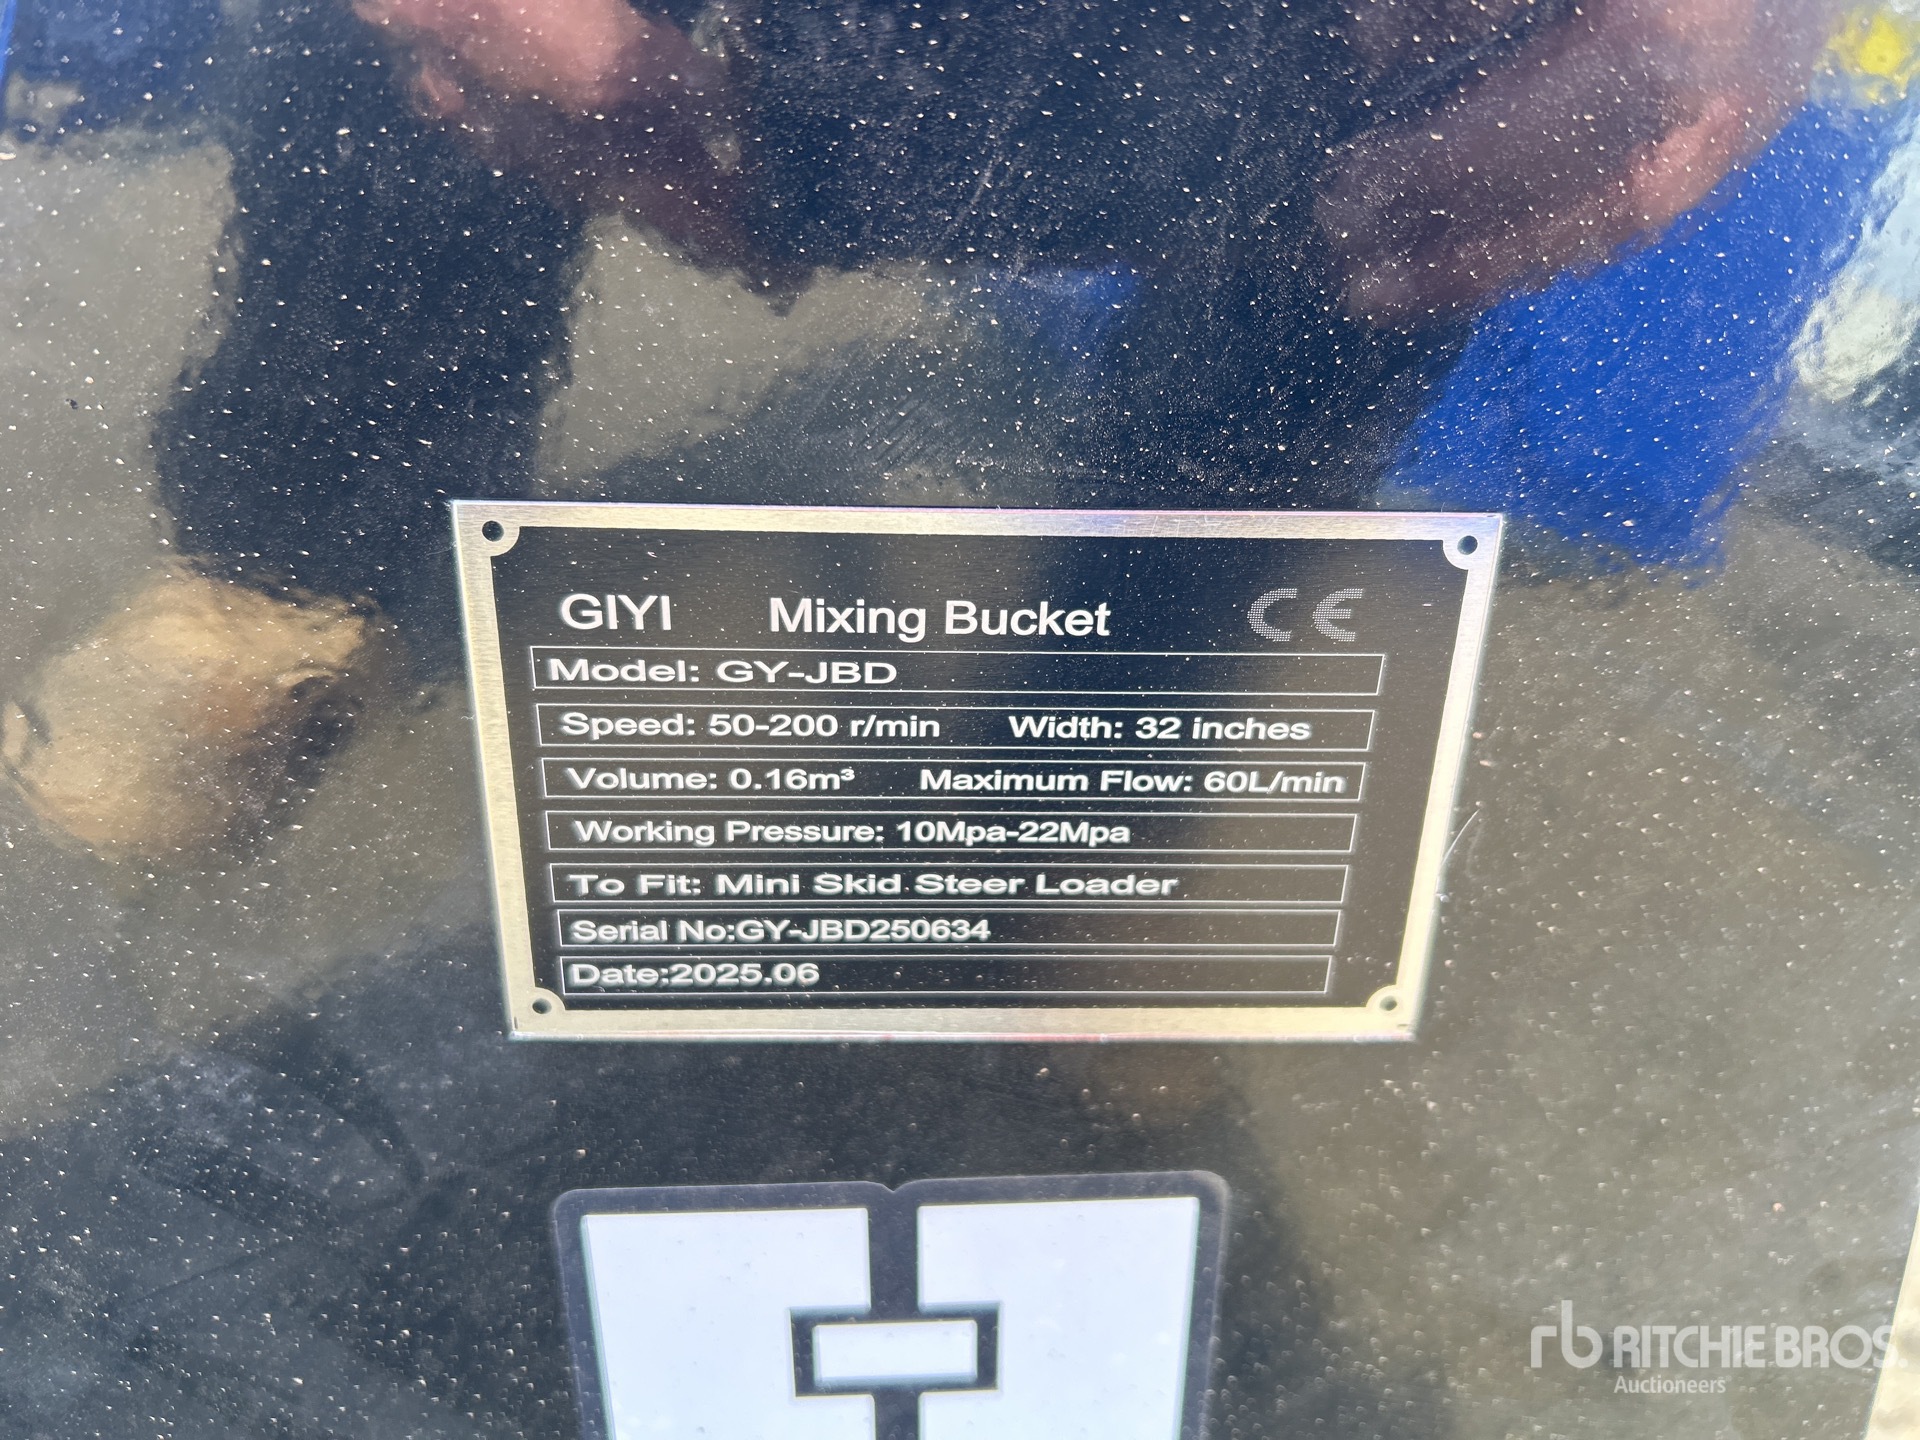 GIYI Mixing Bucket CE
Model: GY-JBD
Speed: 50-200 r/min Width: 32 inches
Volume: 0.16m³ Maximum Flow: 60L/min
Working Pressure: 10Mpa-22Mpa
To Fit: Mini Skid Steer Loader
Serial No:GY-JBD250634
Date:2025.06
rb RITCHIE BROS.
Auctioneers